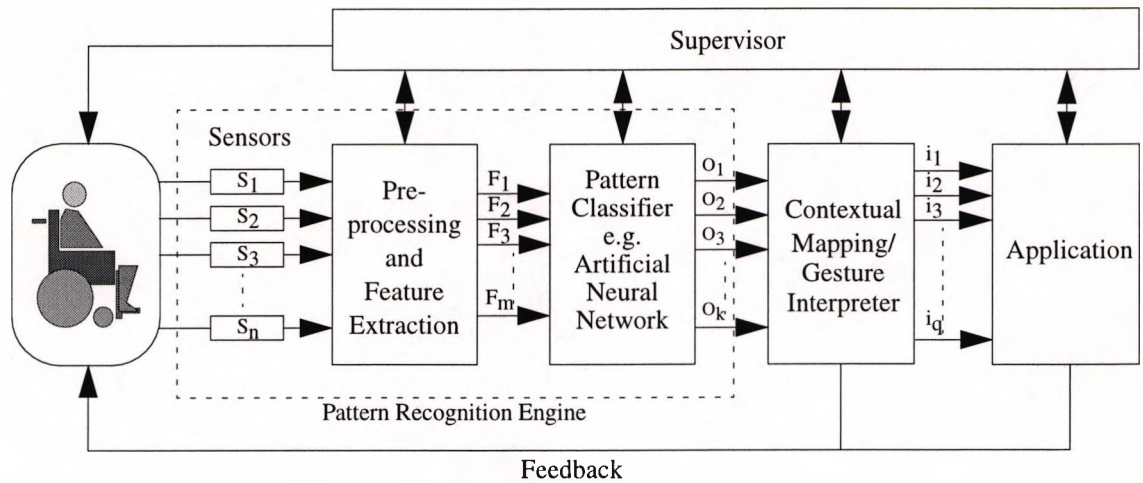 Supervisor
Sensors
S1
S2
S3
Sn
Pre-
processing
and
Feature
Extraction
F1
F2
F3
Fm
Pattern
Classifier
e.g.
Artificial
Neural
Network
o1
o2
o3
ok
Contextual
Mapping/
Gesture
Interpreter
i1
i2
i3
iq
Application
Pattern Recognition Engine
Feedback